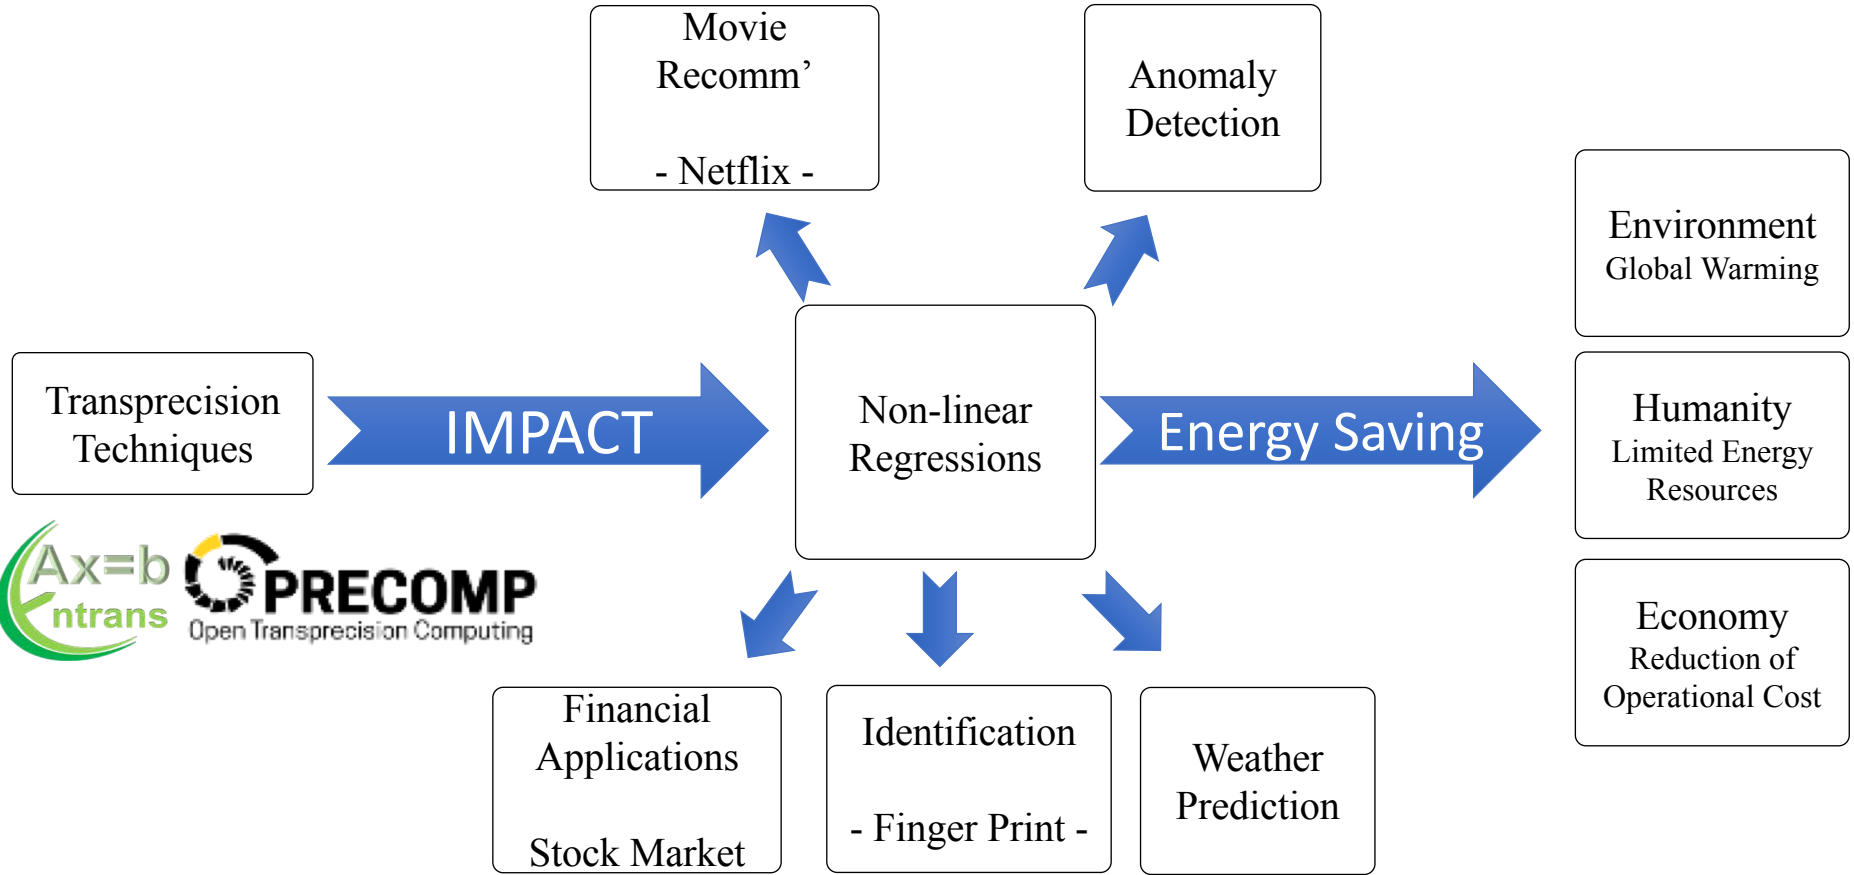 Movie
Recomm’
- Netflix -
Anomaly
Detection
Environment
Global Warming
Transprecision
Techniques
IMPACT
Non-linear
Regressions
Energy Saving
Humanity
Limited Energy
Resources
Ax=b
ntrans
PRECOMP
Open Transprecision Computing
Economy
Reduction of
Operational Cost
Financial
Applications
Stock Market
Identification
- Finger Print -
Weather
Prediction